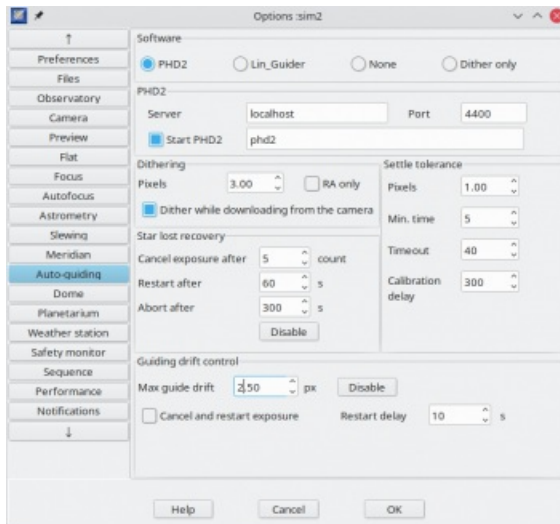 Options :sim2
↑
Preferences
Files
Observatory
Camera
Preview
Flat
Focus
Autofocus
Astrometry
Slewing
Meridian
Auto-guiding
Dome
Planetarium
Weather station
Safety monitor
Sequence
Performance
Notifications
↓
Software
PHD2 Lin_Guider None Dither only
PHD2
Server localhost Port 4400
Start PHD2 phd2
Dithering
Pixels 3.00 RA only
Dither while downloading from the camera
Star lost recovery
Cancel exposure after 5 count
Restart after 60 s
Abort after 300 s
Disable
Settle tolerance
Pixels 1.00
Min. time 5
Timeout 40
Calibration delay 300
Guiding drift control
Max guide drift 2.50 px Disable
Cancel and restart exposure Restart delay 10 s
Help Cancel OK